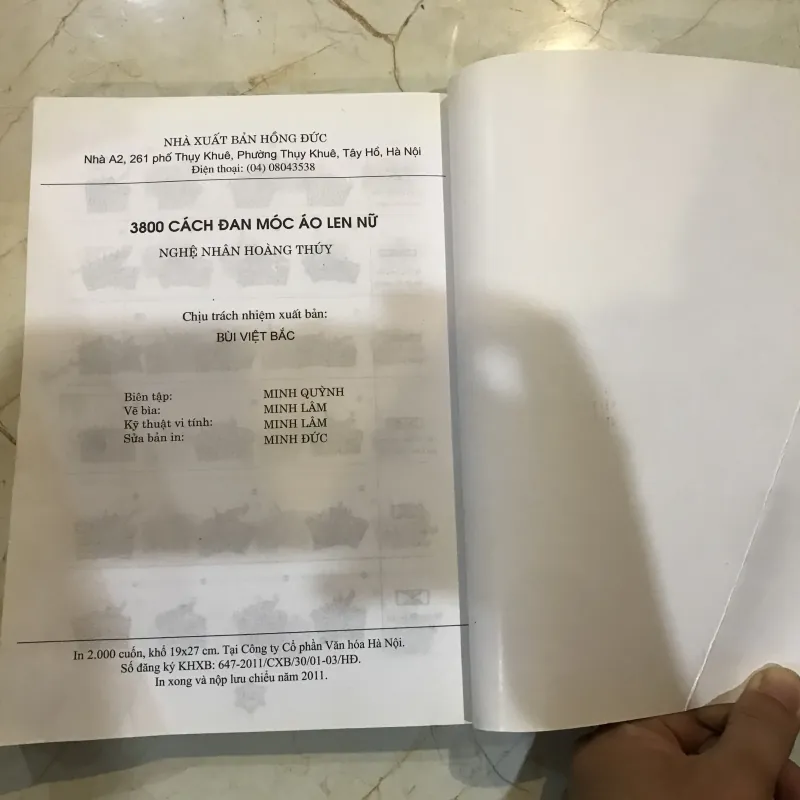 NHÀ XUẤT BẢN HỒNG ĐỨC
Nhà A2, 261 phố Thụy Khuê, Phường Thụy Khuê, Tây Hồ, Hà Nội
Điện thoại: (04) 08043538
3800 CÁCH ĐAN MÓC ÁO LEN NỮ
NGHỆ NHÂN HOÀNG THÚY
Chịu trách nhiệm xuất bản:
BÙI VIỆT BẮC
Biên tập: MINH QUỲNH
Vẽ bìa: MINH LÂM
Kỹ thuật vi tính: MINH LÂM
Sửa bản in: MINH ĐỨC
In 2.000 cuốn, khổ 19x27 cm. Tại Công ty Cổ phần Văn hóa Hà Nội.
Số đăng ký KHXB: 647-2011/CXB/30/01-03/HĐ.
In xong và nộp lưu chiểu năm 2011.